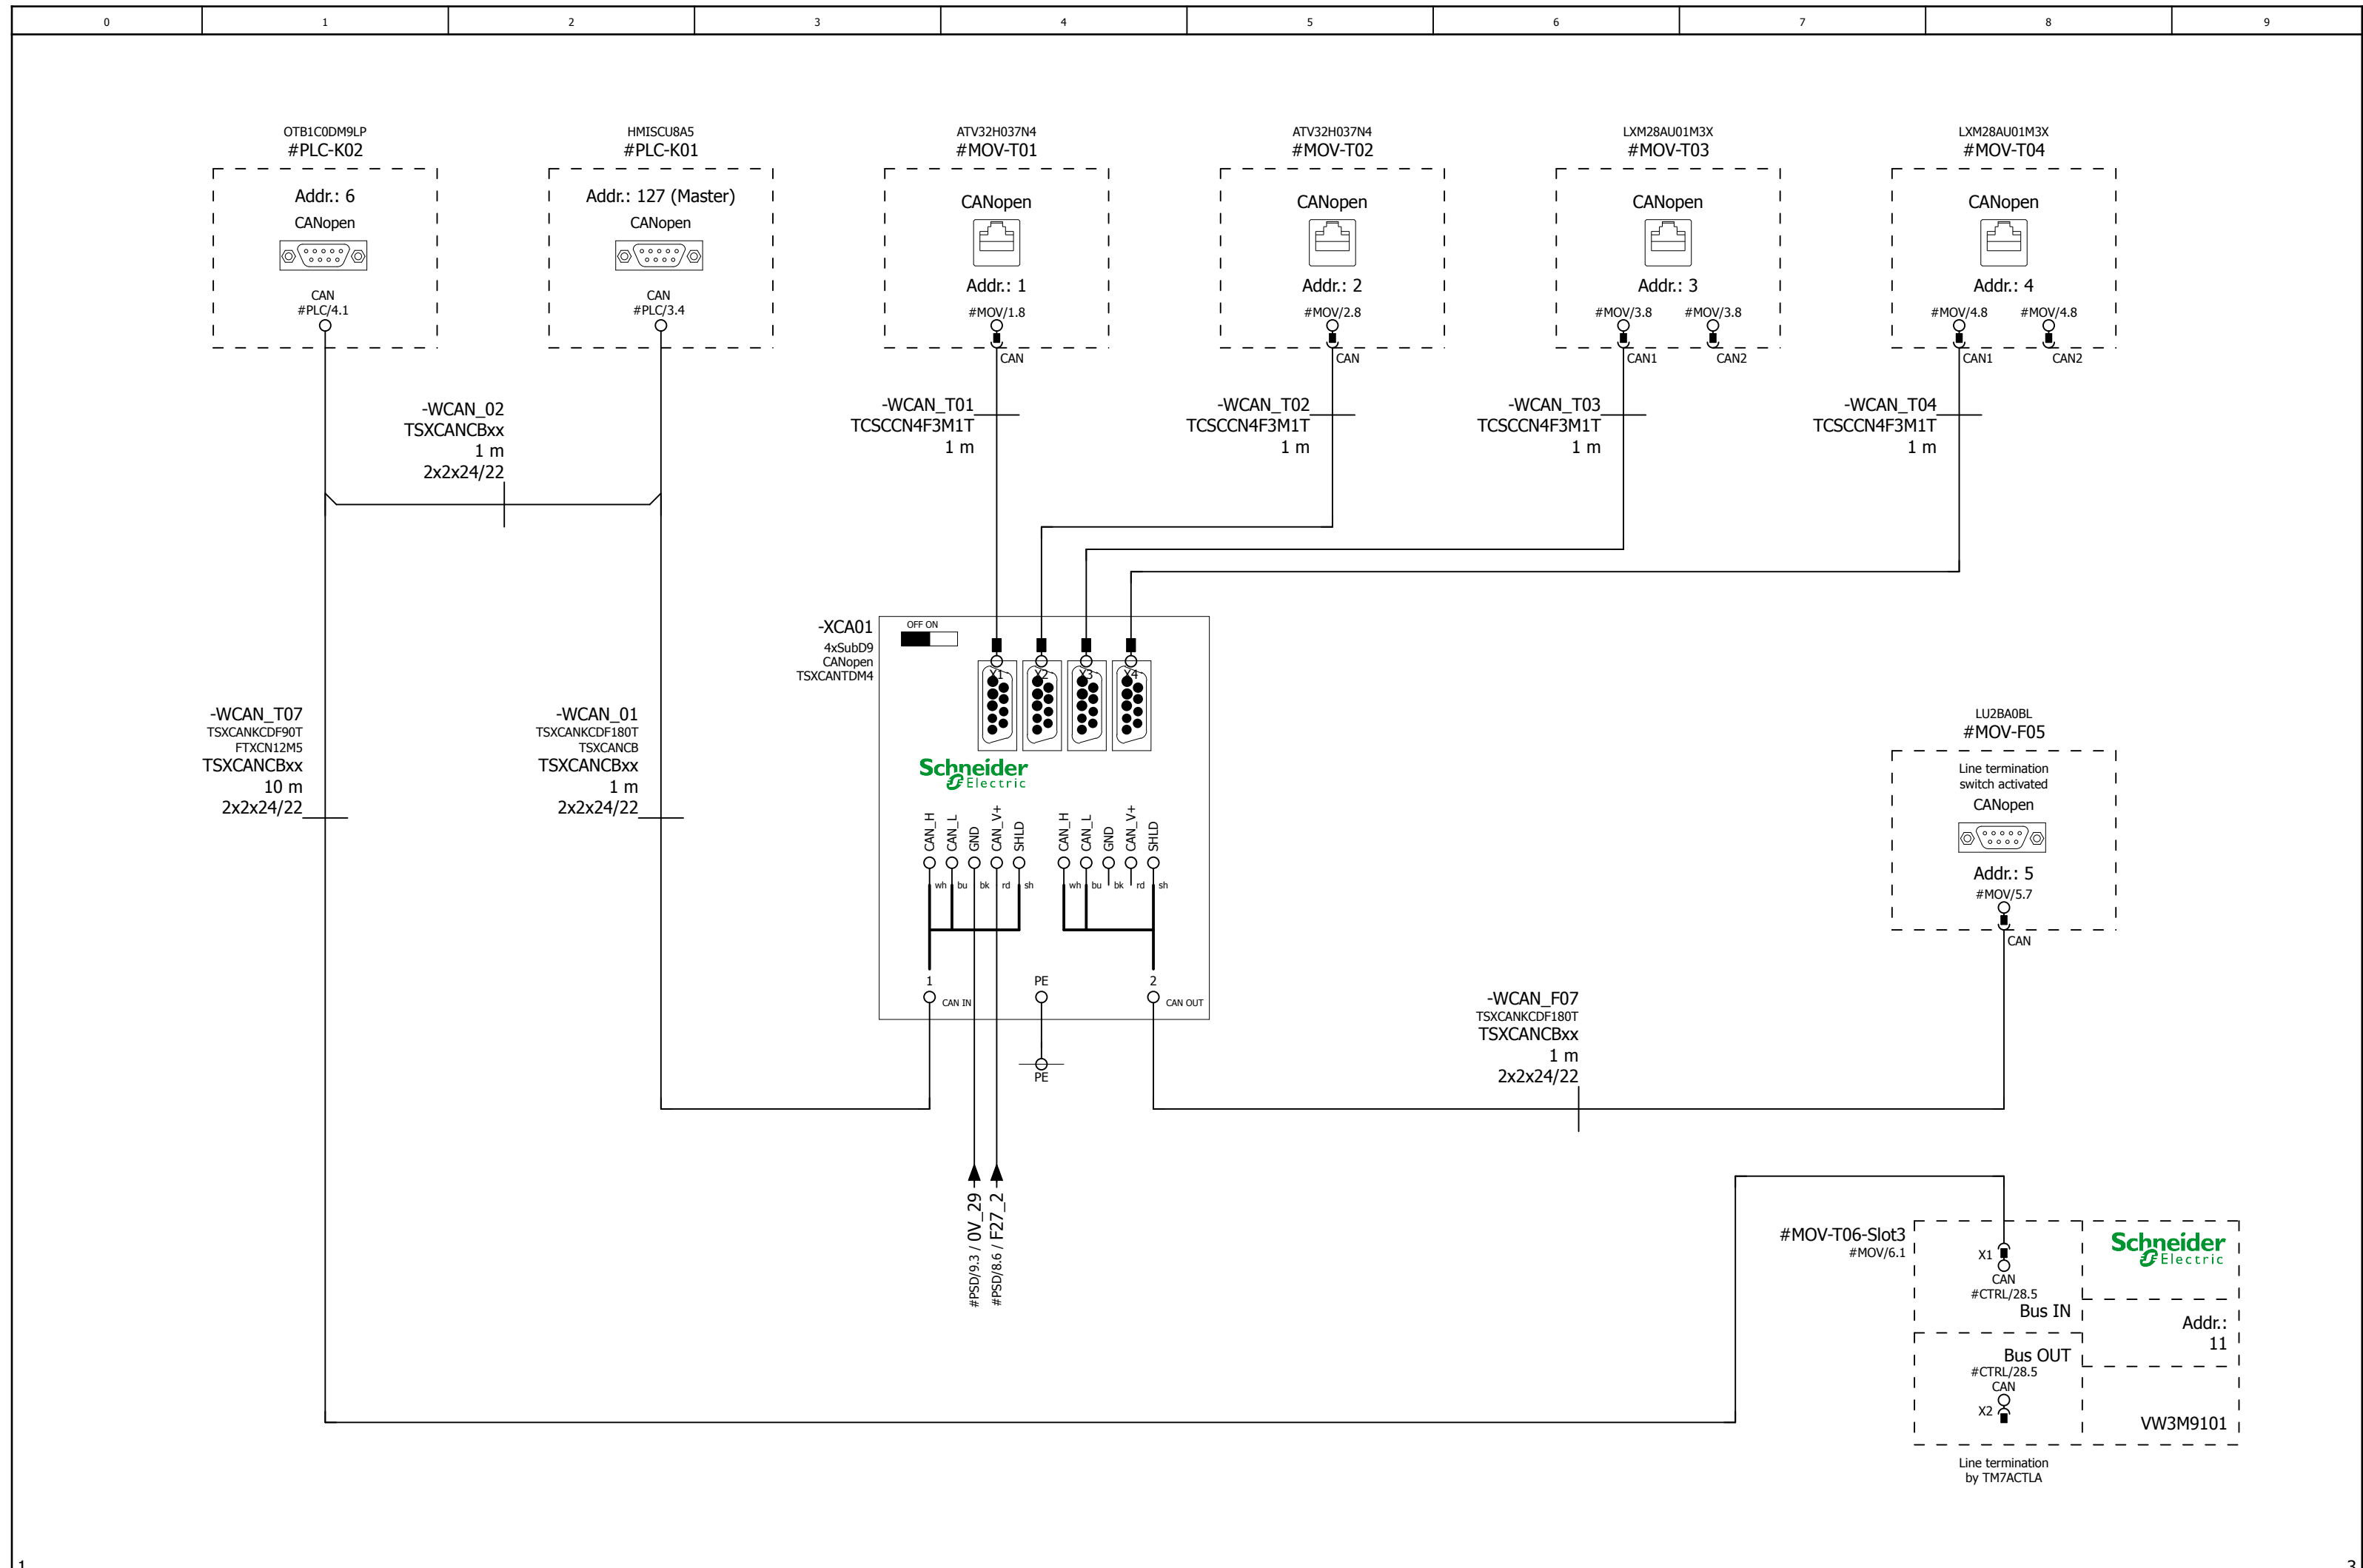 0 1 2 3 4 5 6 7 8 9
OTB1C0DM9LP
#PLC-K02
Addr.: 6
CANopen
CAN
#PLC/4.1
HMISCU8A5
#PLC-K01
Addr.: 127 (Master)
CANopen
CAN
#PLC/3.4
ATV32H037N4
#MOV-T01
CANopen
Addr.: 1
#MOV/1.8
CAN
ATV32H037N4
#MOV-T02
CANopen
Addr.: 2
#MOV/2.8
CAN
LXM28AU01M3X
#MOV-T03
CANopen
Addr.: 3
#MOV/3.8 #MOV/3.8
CAN1 CAN2
LXM28AU01M3X
#MOV-T04
CANopen
Addr.: 4
#MOV/4.8 #MOV/4.8
CAN1 CAN2
-WCAN_02
TSXCANCBxx
1 m
2x2x24/22
-WCAN_T01
TCSCCN4F3M1T
1 m
-WCAN_T02
TCSCCN4F3M1T
1 m
-WCAN_T03
TCSCCN4F3M1T
1 m
-WCAN_T04
TCSCCN4F3M1T
1 m
-XCA01
4xSubD9
CANopen
TSXCANTDM4
OFF ON
X1 X2 X3 X4
Schneider
Electric
CAN_H CAN_L GND CAN_V+ SHLD
wh bu bk rd sh
CAN_H CAN_L GND CAN_V+ SHLD
wh bu bk rd sh
1
CAN IN
PE
2
CAN OUT
PE
-WCAN_T07
TSXCANKCDF90T
FTXCN12M5
TSXCANCBxx
10 m
2x2x24/22
-WCAN_01
TSXCANKCDF180T
TSXCANCB
TSXCANCBxx
1 m
2x2x24/22
LU2BA0BL
#MOV-F05
Line termination
switch activated
CANopen
Addr.: 5
#MOV/5.7
CAN
-WCAN_F07
TSXCANKCDF180T
TSXCANCBxx
1 m
2x2x24/22
#PSD/9.3 / 0V_29
#PSD/8.6 / F27_2
#MOV-T06-Slot3
#MOV/6.1
X1
CAN
#CTRL/28.5
Bus IN
Schneider
Electric
Addr.:
11
Bus OUT
#CTRL/28.5
CAN
X2
VW3M9101
Line termination
by TM7ACTLA
1
3